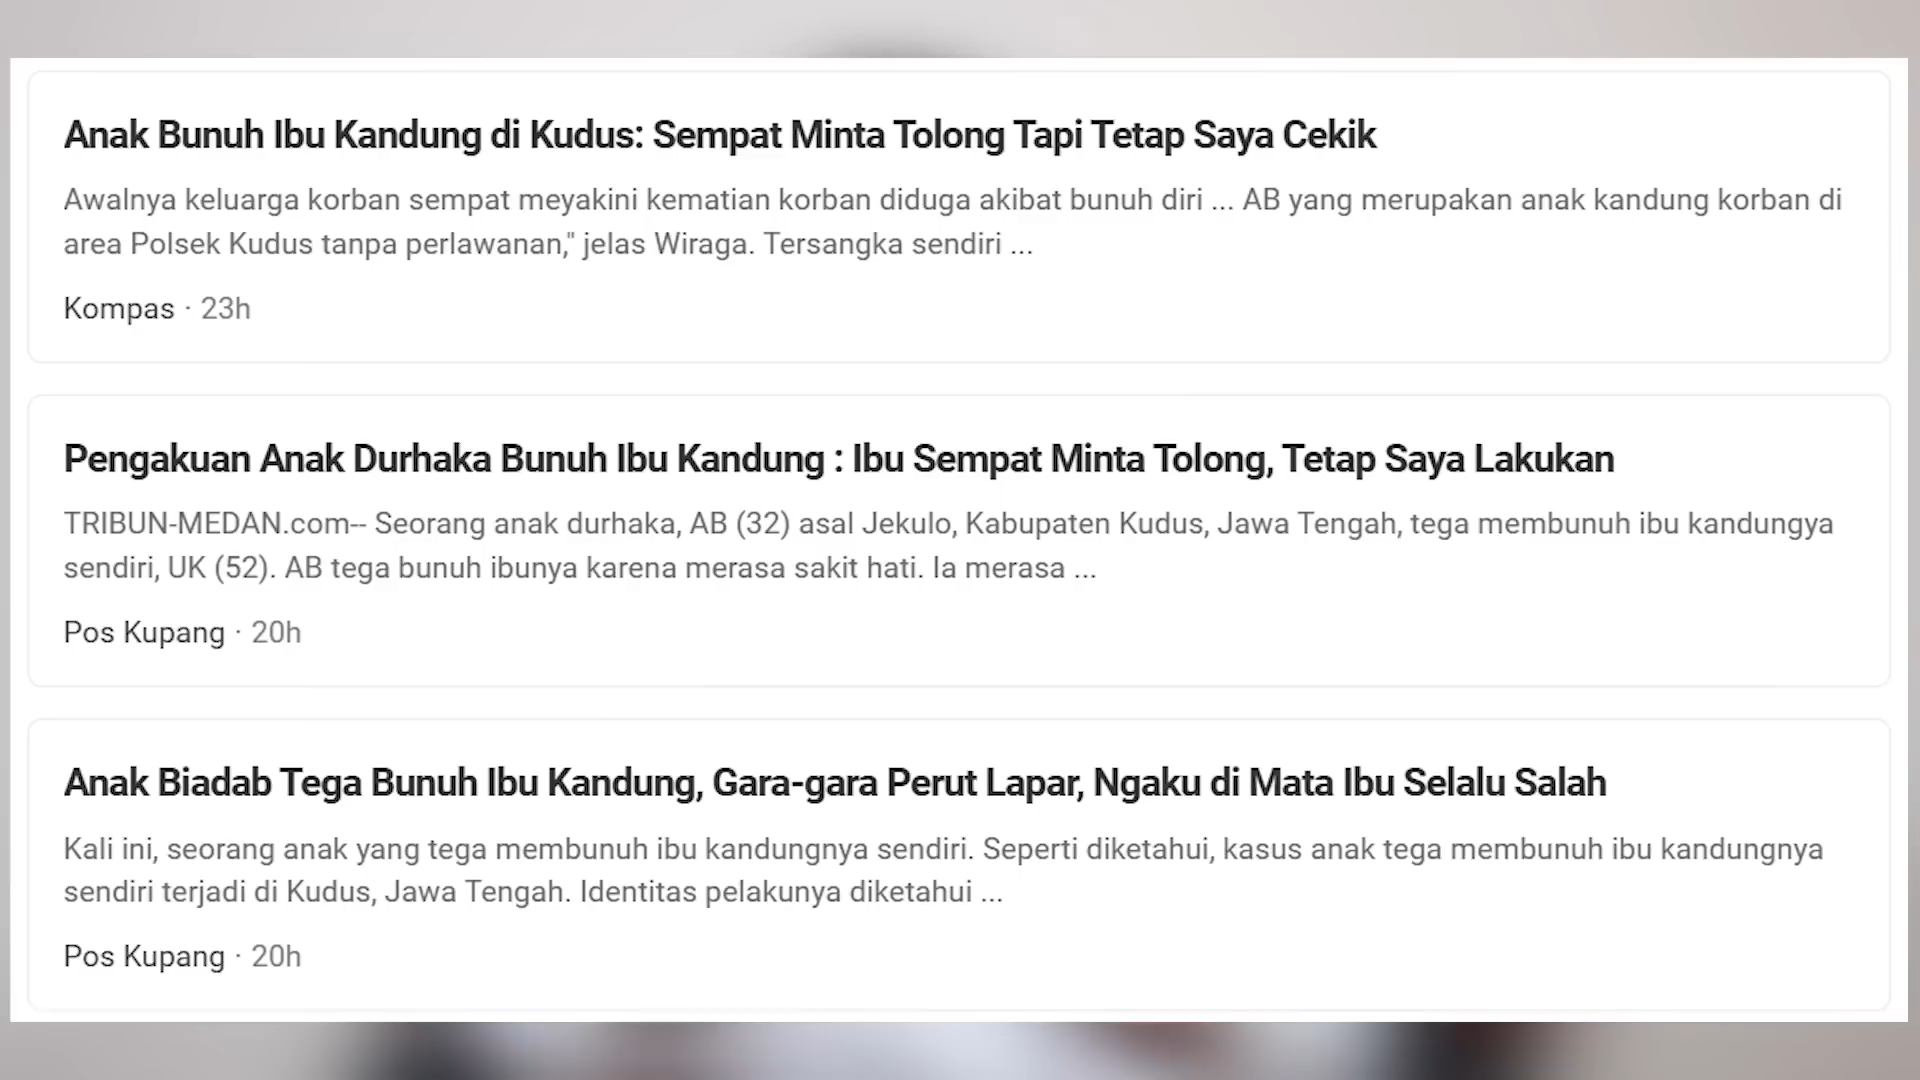 Anak Bunuh Ibu Kandung di Kudus: Sempat Minta Tolong Tapi Tetap Saya Cekik
Awalnya keluarga korban sempat meyakini kematian korban diduga akibat bunuh diri ... AB yang merupakan anak kandung korban di
area Polsek Kudus tanpa perlawanan," jelas Wiraga. Tersangka sendiri ...
Kompas · 23h
Pengakuan Anak Durhaka Bunuh Ibu Kandung : Ibu Sempat Minta Tolong, Tetap Saya Lakukan
TRIBUN-MEDAN.com-- Seorang anak durhaka, AB (32) asal Jekulo, Kabupaten Kudus, Jawa Tengah, tega membunuh ibu kandungya
sendiri, UK (52). AB tega bunuh ibunya karena merasa sakit hati. Ia merasa ...
Pos Kupang · 20h
Anak Biadab Tega Bunuh Ibu Kandung, Gara-gara Perut Lapar, Ngaku di Mata Ibu Selalu Salah
Kali ini, seorang anak yang tega membunuh ibu kandungnya sendiri. Seperti diketahui, kasus anak tega membunuh ibu kandungnya
sendiri terjadi di Kudus, Jawa Tengah. Identitas pelakunya diketahui ...
Pos Kupang · 20h